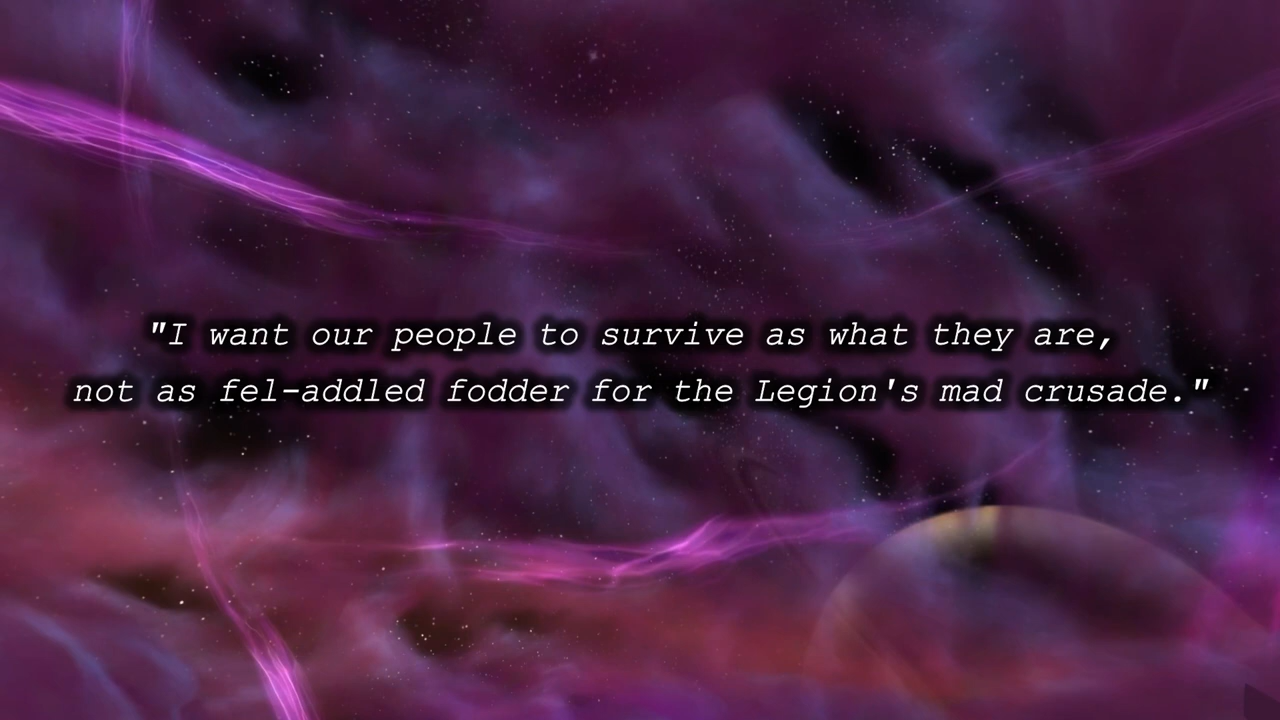 "I want our people to survive as what they are,
not as fel-addled fodder for the Legion's mad crusade."